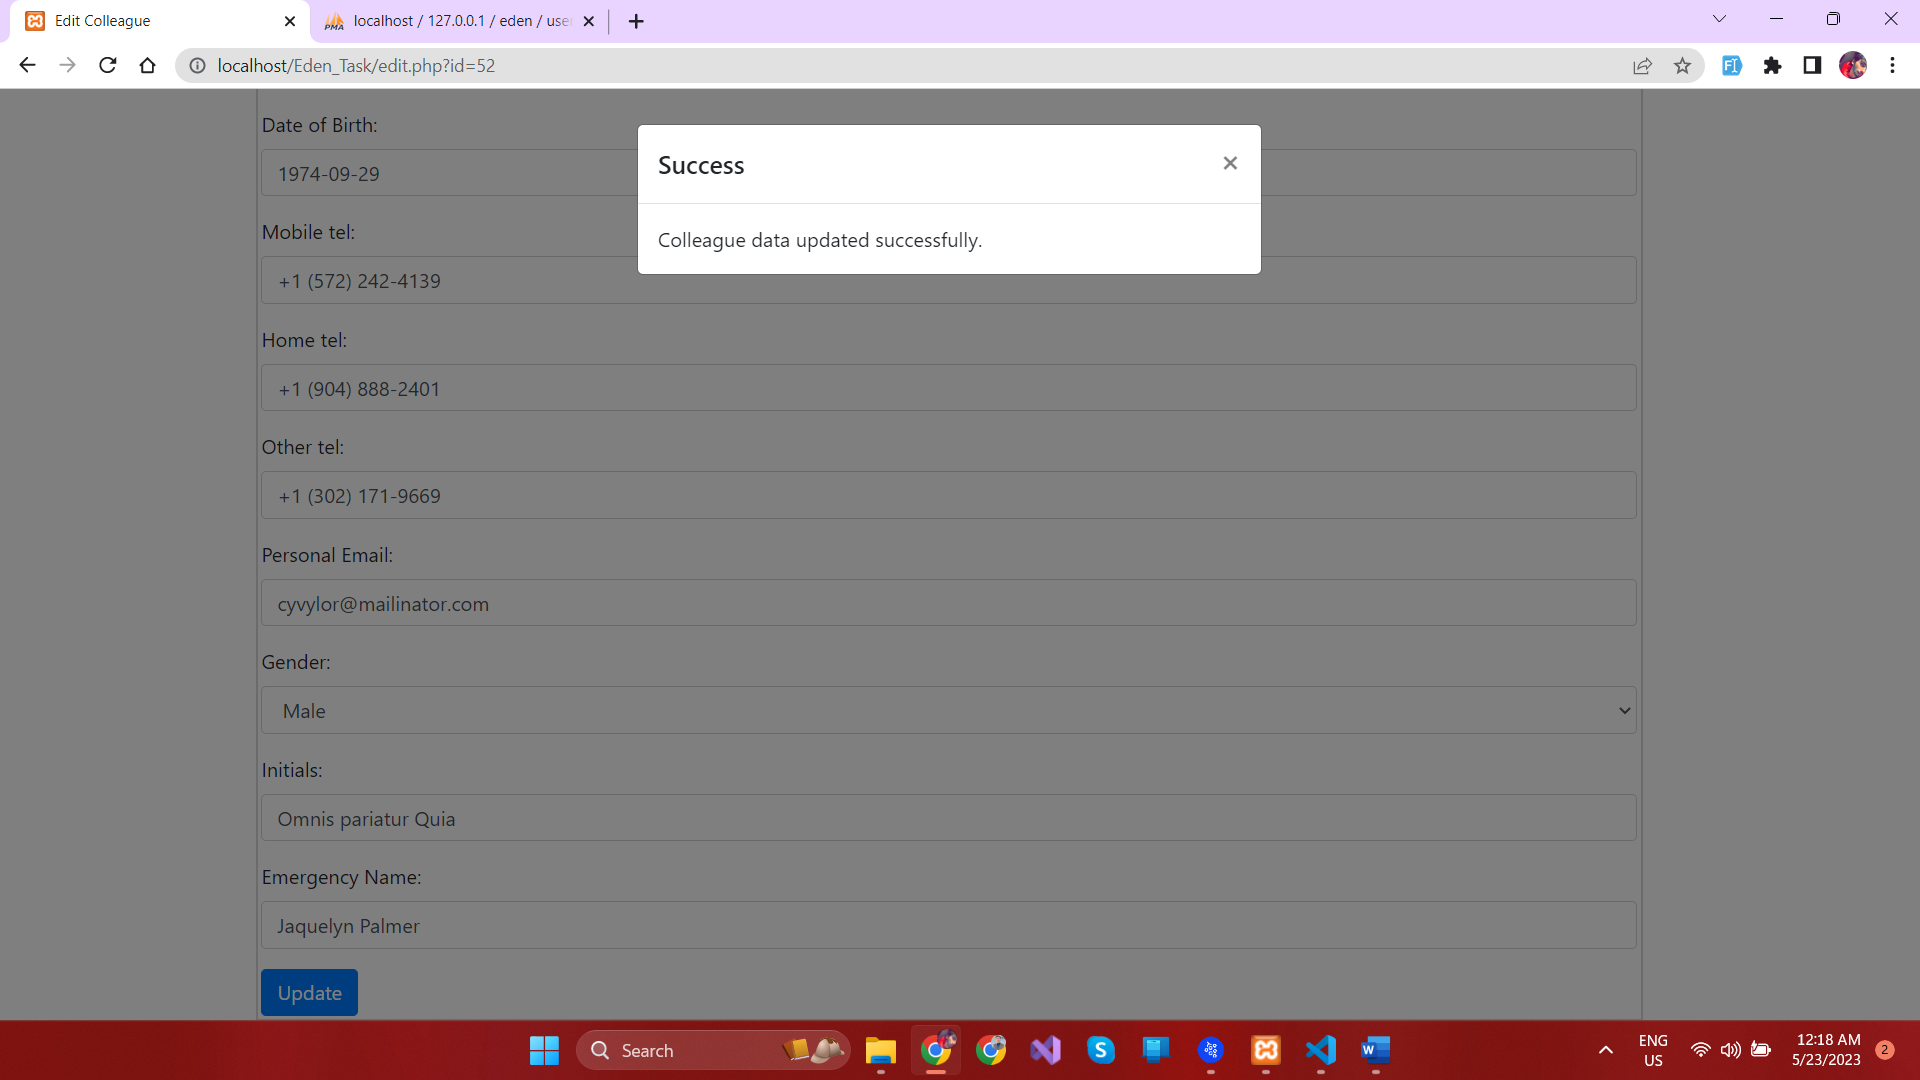 Edit Colleague
localhost / 127.0.0.1 / eden / use
localhost/Eden_Task/edit.php?id=52
Date of Birth:
1974-09-29
Success
Colleague data updated successfully.
Mobile tel:
+1 (572) 242-4139
Home tel:
+1 (904) 888-2401
Other tel:
+1 (302) 171-9669
Personal Email:
cyvylor@mailinator.com
Gender:
Male
Initials:
Omnis pariatur Quia
Emergency Name:
Jaquelyn Palmer
Update
Search
ENG
US
12:18 AM
5/23/2023
2